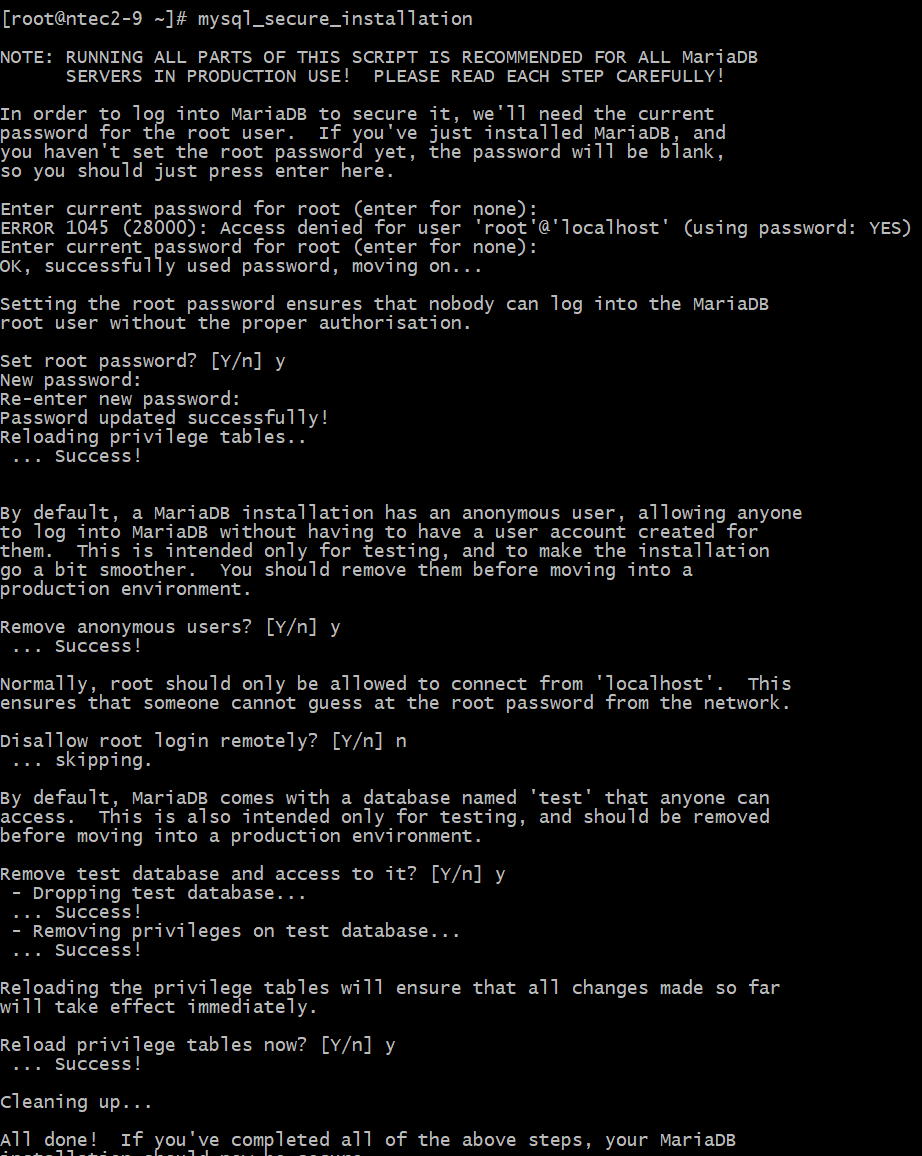 [root@ntec2-9 ~]# mysql_secure_installation
NOTE: RUNNING ALL PARTS OF THIS SCRIPT IS RECOMMENDED FOR ALL MariaDB
SERVERS IN PRODUCTION USE!  PLEASE READ EACH STEP CAREFULLY!
In order to log into MariaDB to secure it, we'll need the current
password for the root user.  If you've just installed MariaDB, and
you haven't set the root password yet, the password will be blank,
so you should just press enter here.
Enter current password for root (enter for none):
ERROR 1045 (28000): Access denied for user 'root'@'localhost' (using password: YES)
Enter current password for root (enter for none):
OK, successfully used password, moving on...
Setting the root password ensures that nobody can log into the MariaDB
root user without the proper authorisation.
Set root password? [Y/n] y
New password:
Re-enter new password:
Password updated successfully!
Reloading privilege tables..
 ... Success!
By default, a MariaDB installation has an anonymous user, allowing anyone
to log into MariaDB without having to have a user account created for
them.  This is intended only for testing, and to make the installation
go a bit smoother.  You should remove them before moving into a
production environment.
Remove anonymous users? [Y/n] y
 ... Success!
Normally, root should only be allowed to connect from 'localhost'.  This
ensures that someone cannot guess at the root password from the network.
Disallow root login remotely? [Y/n] n
 ... skipping.
By default, MariaDB comes with a database named 'test' that anyone can
access.  This is also intended only for testing, and should be removed
before moving into a production environment.
Remove test database and access to it? [Y/n] y
 - Dropping test database...
 ... Success!
 - Removing privileges on test database...
 ... Success!
Reloading the privilege tables will ensure that all changes made so far
will take effect immediately.
Reload privilege tables now? [Y/n] y
 ... Success!
Cleaning up...
All done!  If you've completed all of the above steps, your MariaDB
installation should now be secure